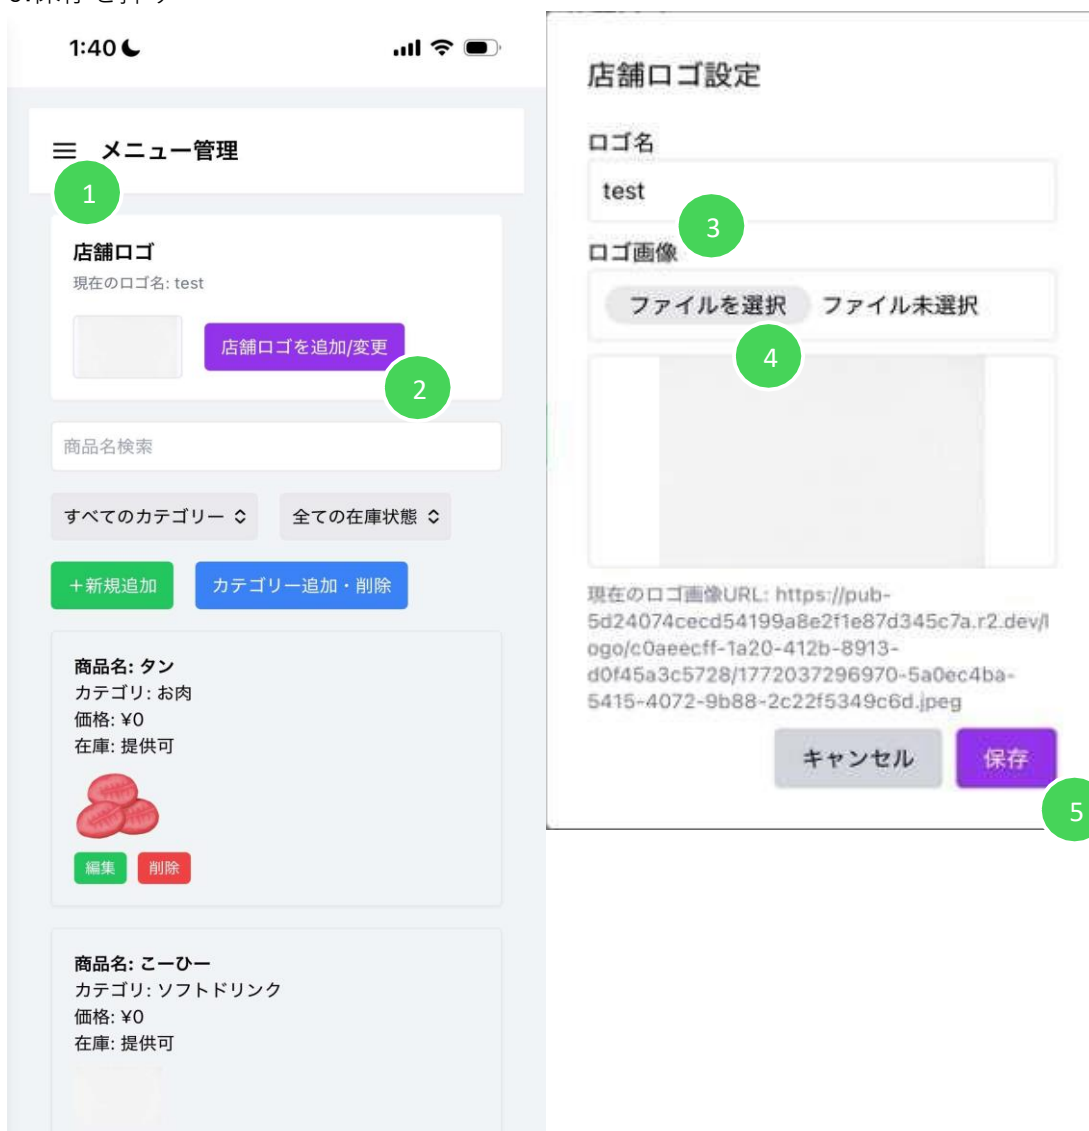 1:40
メニュー管理
1
店舗ロゴ
現在のロゴ名: test
店舗ロゴを追加/変更
2
商品名検索
すべてのカテゴリー
全ての在庫状態
+新規追加
カテゴリー追加・削除
商品名: タン
カテゴリ: お肉
価格: ¥0
在庫: 提供可
編集
削除
商品名: こーひー
カテゴリ: ソフトドリンク
価格: ¥0
在庫: 提供可
店舗ロゴ設定
ロゴ名
test
3
ロゴ画像
ファイルを選択 ファイル未選択
4
現在のロゴ画像URL: https://pub-
5d24074cecd54199a8e2f1e87d345c7a.r2.dev/l
ogo/c0aeecff-1a20-412b-8913-
d0f45a3c5728/1772037296970-5a0ec4ba-
5415-4072-9b88-2c22f5349c6d.jpeg
キャンセル
保存
5